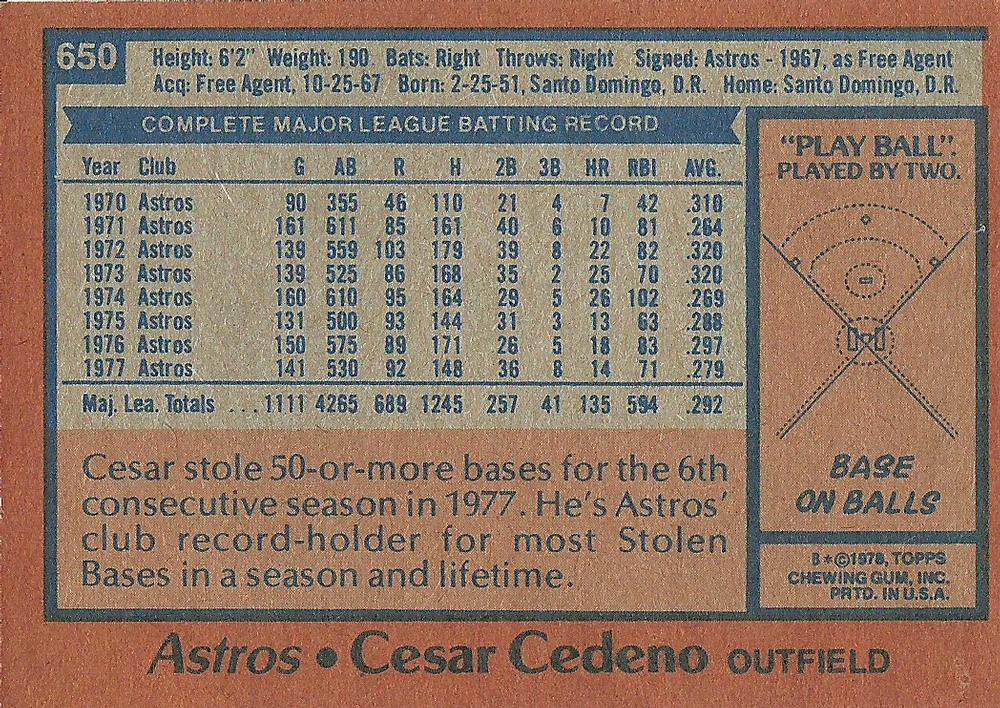 650
Height: 6'2" Weight: 190 Bats: Right Throws: Right Signed: Astros - 1967, as Free Agent
Acq: Free Agent, 10-25-67 Born: 2-25-51, Santo Domingo, D.R. Home: Santo Domingo, D.R.
COMPLETE MAJOR LEAGUE BATTING RECORD
Year Club G AB R H 2B 3B HR RBI AVG.
1970 Astros 90 355 46 110 21 4 7 42 .310
1971 Astros 161 611 85 161 40 6 10 81 .264
1972 Astros 139 559 103 179 39 8 22 82 .320
1973 Astros 139 525 86 168 35 2 25 70 .320
1974 Astros 160 610 95 164 29 5 26 102 .269
1975 Astros 131 500 93 144 31 3 13 63 .288
1976 Astros 150 575 89 171 26 5 18 83 .297
1977 Astros 141 530 92 148 36 8 14 71 .279
Maj. Lea. Totals ...1111 4265 689 1245 257 41 135 594 .292
Cesar stole 50-or-more bases for the 6th
consecutive season in 1977. He's Astros'
club record-holder for most Stolen
Bases in a season and lifetime.
"PLAY BALL".
PLAYED BY TWO.
BASE
ON BALLS
B*©1978, TOPPS
CHEWING GUM, INC.
PRTD. IN U.S.A.
Astros • Cesar Cedeno OUTFIELD